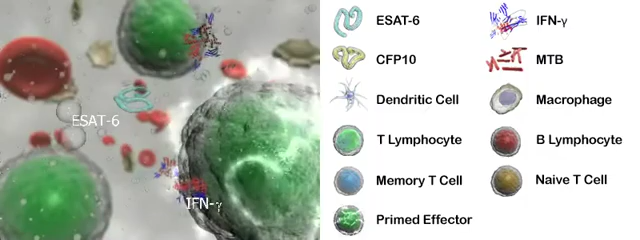 ESAT-6
IFN-γ
ESAT-6
IFN-γ
CFP10
MTB
Dendritic Cell
Macrophage
T Lymphocyte
B Lymphocyte
Memory T Cell
Naive T Cell
Primed Effector